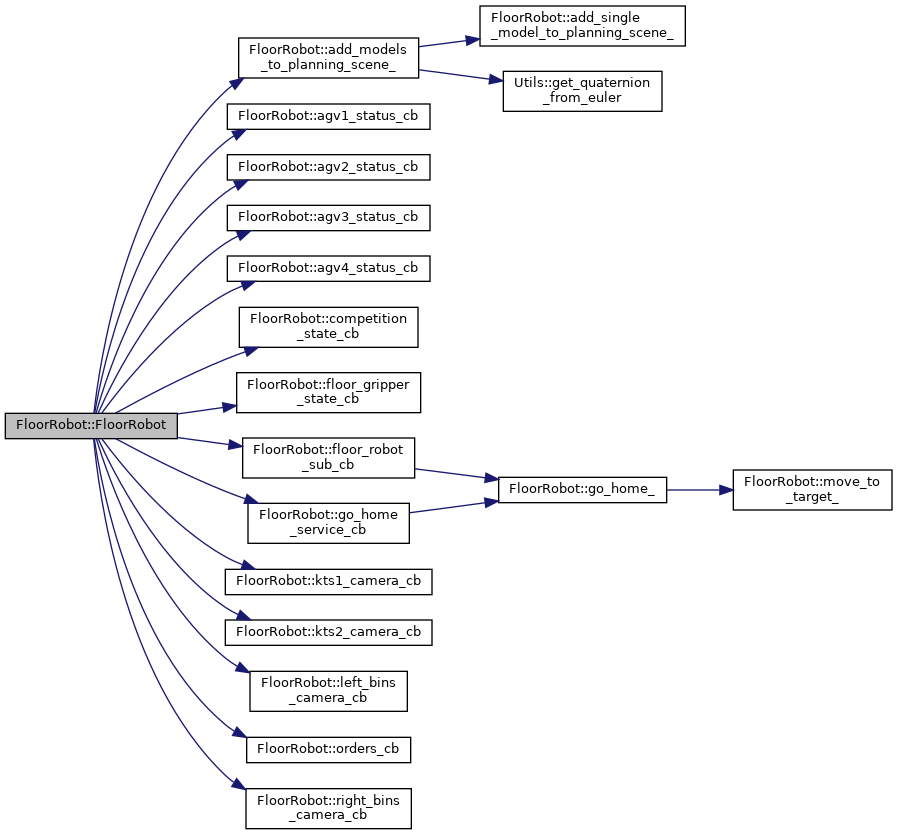 FloorRobot::add_single
_model_to_planning_scene_
FloorRobot::add_models
_to_planning_scene_
Utils::get_quaternion
_from_euler
FloorRobot::agv1_status_cb
FloorRobot::agv2_status_cb
FloorRobot::agv3_status_cb
FloorRobot::agv4_status_cb
FloorRobot::competition
_state_cb
FloorRobot::floor_gripper
_state_cb
FloorRobot::FloorRobot
FloorRobot::floor_robot
_sub_cb
FloorRobot::go_home_
FloorRobot::move_to
_target_
FloorRobot::go_home
_service_cb
FloorRobot::kts1_camera_cb
FloorRobot::kts2_camera_cb
FloorRobot::left_bins
_camera_cb
FloorRobot::orders_cb
FloorRobot::right_bins
_camera_cb